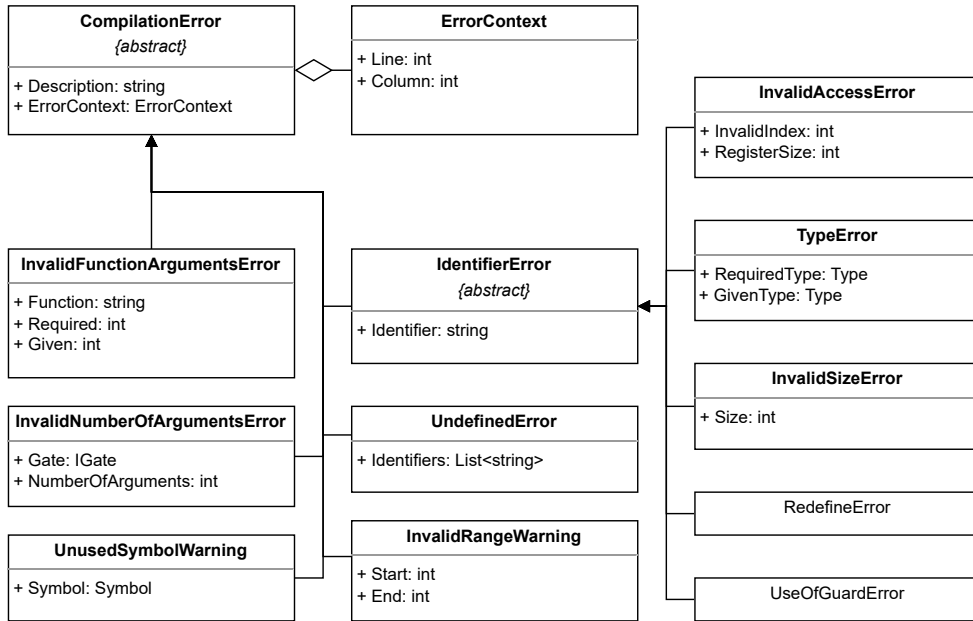 CompilationError
{abstract}
+ Description: string
+ ErrorContext: ErrorContext
ErrorContext
+ Line: int
+ Column: int
InvalidAccessError
+ InvalidIndex: int
+ RegisterSize: int
InvalidFunctionArgumentsError
+ Function: string
+ Required: int
+ Given: int
IdentifierError
{abstract}
+ Identifier: string
TypeError
+ RequiredType: Type
+ GivenType: Type
InvalidSizeError
+ Size: int
InvalidNumberOfArgumentsError
+ Gate: IGate
+ NumberOfArguments: int
UndefinedError
+ Identifiers: List<string>
RedefineError
UnusedSymbolWarning
+ Symbol: Symbol
InvalidRangeWarning
+ Start: int
+ End: int
UseOfGuardError